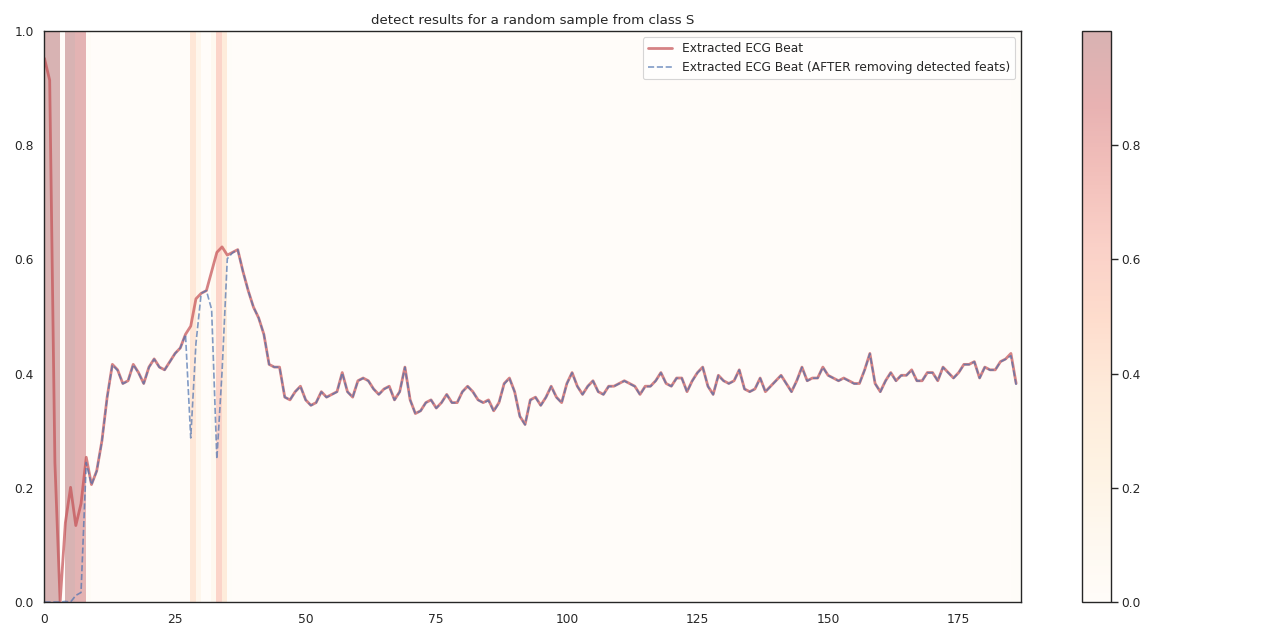 detect results for a random sample from class S
Extracted ECG Beat
Extracted ECG Beat (AFTER removing detected feats)
1.0
0.8
0.6
0.4
0.2
0.0
0 25 50 75 100 125 150 175
0.8
0.6
0.4
0.2
0.0